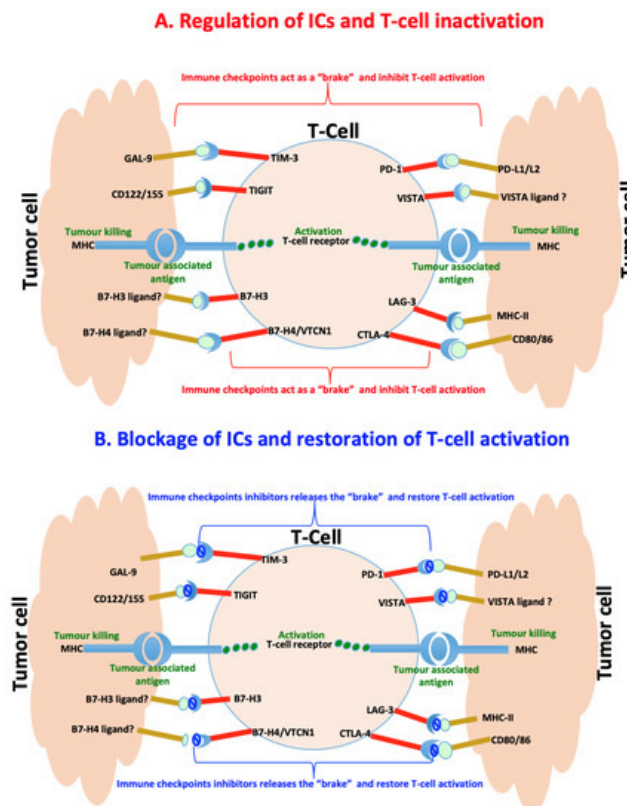 A. Regulation of ICs and T-cell inactivation
Immune checkpoints act as a “brake” and inhibit T-cell activation
T-Cell
GAL-9
TIM-3
PD-1
PD-L1/L2
CD122/155
TIGIT
VISTA
VISTA ligand ?
Tumor cell
Tumour killing
MHC
Activation
T-cell receptor
Tumour killing
MHC
Tumor cell
Tumour associated
antigen
Tumour associated
antigen
B7-H3 ligand?
B7-H3
LAG-3
MHC-II
B7-H4 ligand?
B7-H4/VTCN1
CTLA-4
CD80/86
Immune checkpoints act as a “brake” and inhibit T-cell activation
B. Blockage of ICs and restoration of T-cell activation
Immune checkpoints inhibitors releases the “brake” and restore T-cell activation
T-Cell
GAL-9
TIM-3
PD-1
PD-L1/L2
CD122/155
TIGIT
VISTA
VISTA ligand ?
Tumor cell
Tumour killing
MHC
Activation
T-cell receptor
Tumour killing
MHC
Tumor cell
Tumour associated
antigen
Tumour associated
antigen
B7-H3 ligand?
B7-H3
LAG-3
MHC-II
B7-H4 ligand?
B7-H4/VTCN1
CTLA-4
CD80/86
Immune checkpoints inhibitors releases the “brake” and restore T-cell activation